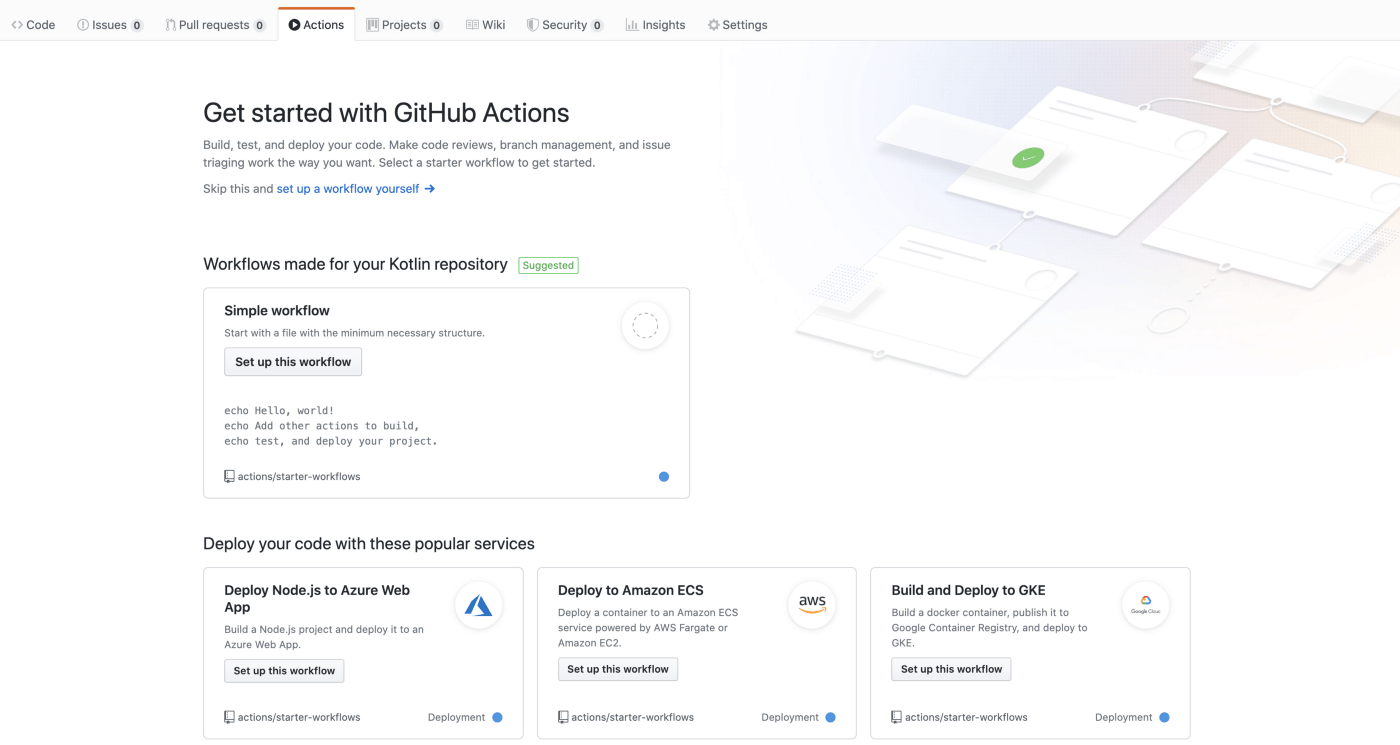 Code Issues 0 Pull requests 0 Actions Projects 0 Wiki Security 0 Insights Settings
Get started with GitHub Actions
Build, test, and deploy your code. Make code reviews, branch management, and issue
triaging work the way you want. Select a starter workflow to get started.
Skip this and set up a workflow yourself →
Workflows made for your Kotlin repository Suggested
Simple workflow
Start with a file with the minimum necessary structure.
Set up this workflow
echo Hello, world!
echo Add other actions to build,
echo test, and deploy your project.
actions/starter-workflows
Deploy your code with these popular services
Deploy Node.js to Azure Web
App
Build a Node.js project and deploy it to an
Azure Web App.
Set up this workflow
actions/starter-workflows Deployment
Deploy to Amazon ECS
aws
Deploy a container to an Amazon ECS
service powered by AWS Fargate or
Amazon EC2.
Set up this workflow
actions/starter-workflows Deployment
Build and Deploy to GKE
Google Cloud
Build a docker container, publish it to
Google Container Registry, and deploy to
GKE.
Set up this workflow
actions/starter-workflows Deployment